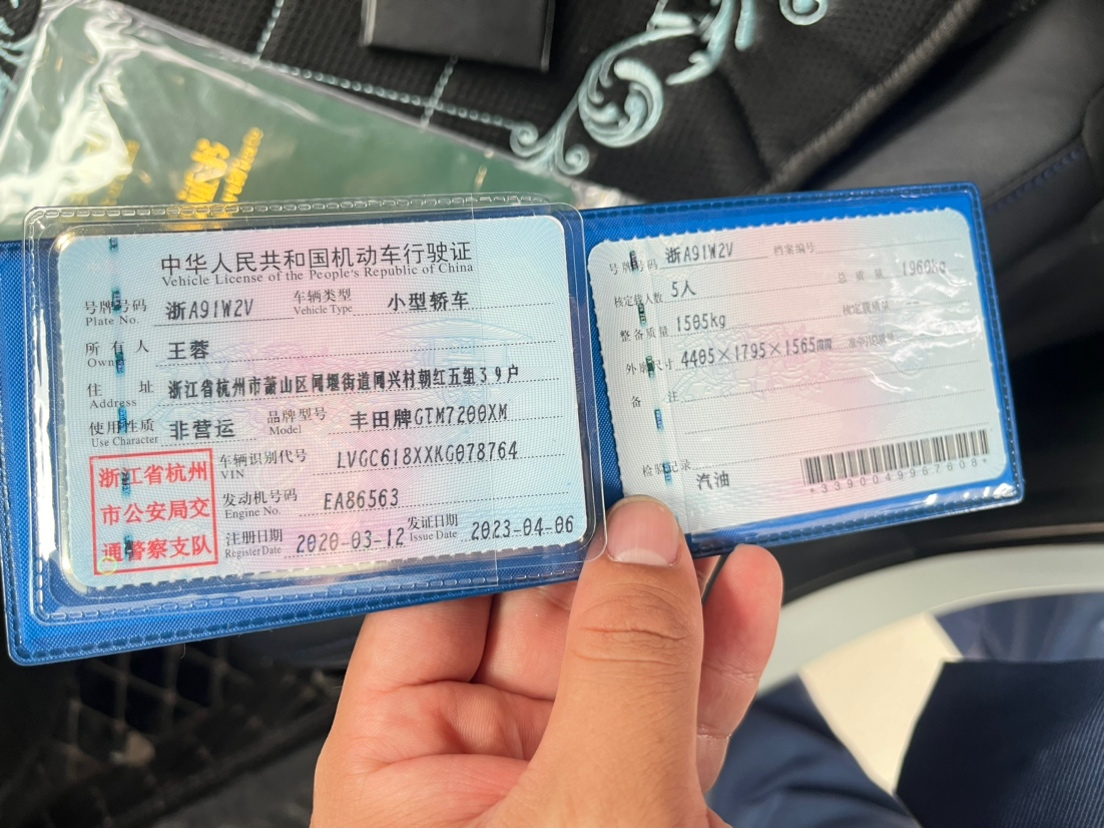 中华人民共和国机动车行驶证
Vehicle License of the People's Republic of China
号牌号码 浙A91W2V 车辆类型 小型轿车
Plate No. Vehicle Type
所有人 王蓉
Owner
住址 浙江省杭州市萧山区闻堰街道闻兴村朝红五组39户
Address
使用性质 非营运 品牌型号 丰田牌GTM7200XM
Use Character Model
浙江省杭州
市公安局交
通警察支队
车辆识别代号 LVGC618XXKG078764
VIN
发动机号码 EA86563
Engine No.
注册日期 2020-03-12 发证日期 2023-04-06
Register Date Issue Date
号牌号码 浙A91W2V 档案编号
核定载人数 5人 总质量 1960kg
整备质量 1505kg 核定载质量 --
外廓尺寸 4405×1795×1565mm
备注
检验记录
汽油
*3390049967808*